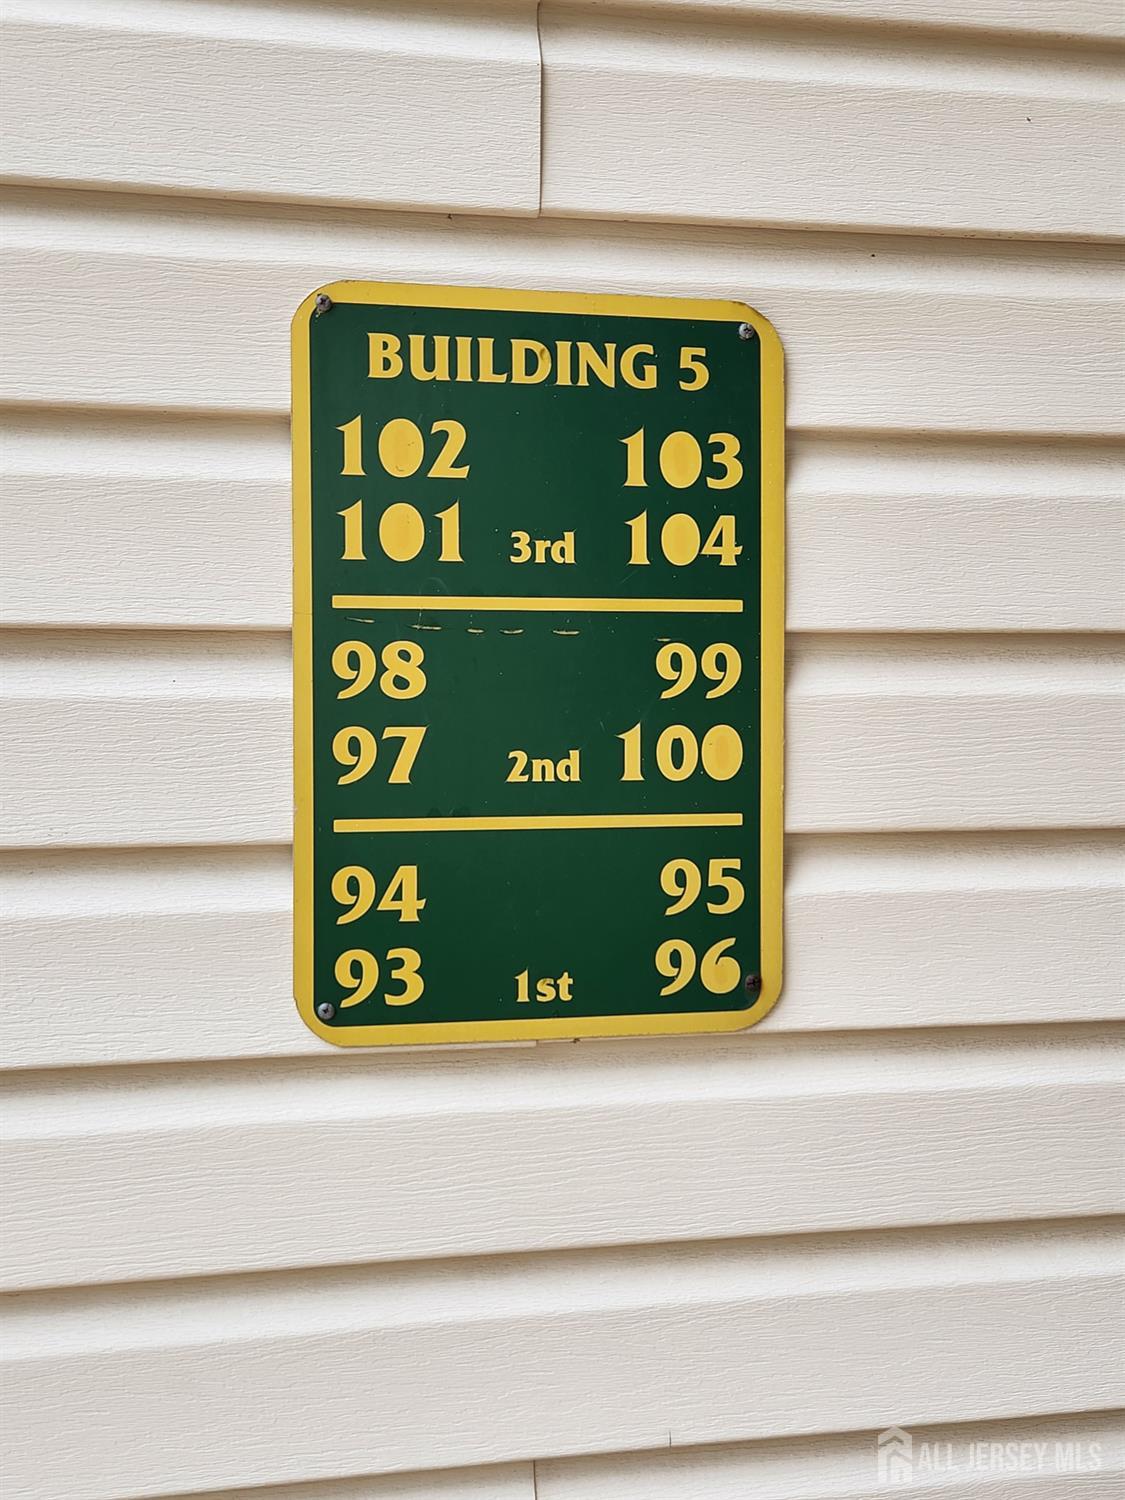 BUILDING 5
102 103
101 3rd 104
98 99
97 2nd 100
94 95
93 1st 96
ALL JERSEY MLS